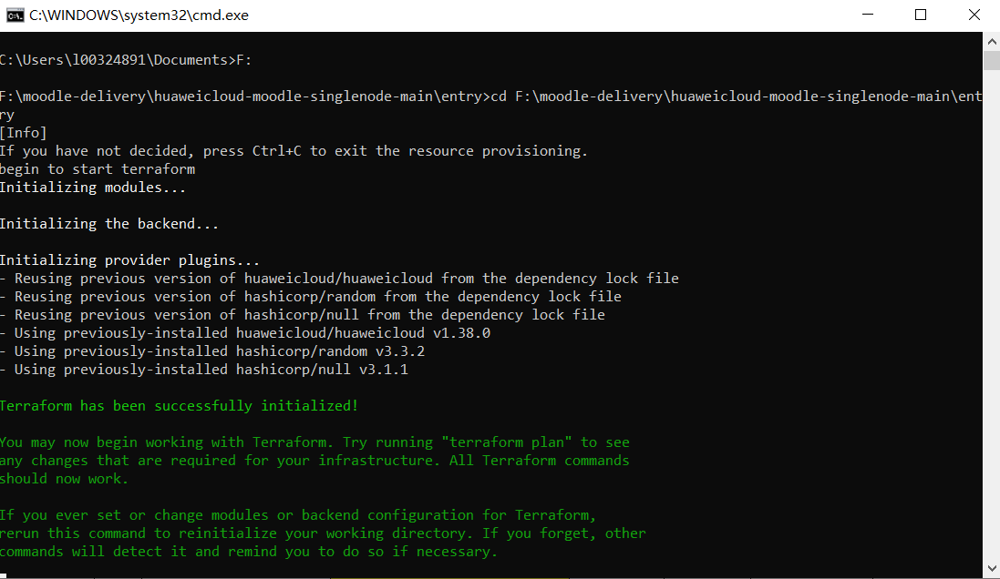 C:\WINDOWS\system32\cmd.exe
C:\Users\l00324891\Documents>F:
F:\moodle-delivery\huaweicloud-moodle-singlenode-main\entry>cd F:\moodle-delivery\huaweicloud-moodle-singlenode-main\ent
ry
[Info]
If you have not decided, press Ctrl+C to exit the resource provisioning.
begin to start terraform
Initializing modules...
Initializing the backend...
Initializing provider plugins...
- Reusing previous version of huaweicloud/huaweicloud from the dependency lock file
- Reusing previous version of hashicorp/random from the dependency lock file
- Reusing previous version of hashicorp/null from the dependency lock file
- Using previously-installed huaweicloud/huaweicloud v1.38.0
- Using previously-installed hashicorp/random v3.3.2
- Using previously-installed hashicorp/null v3.1.1
Terraform has been successfully initialized!
You may now begin working with Terraform. Try running "terraform plan" to see
any changes that are required for your infrastructure. All Terraform commands
should now work.
If you ever set or change modules or backend configuration for Terraform,
rerun this command to reinitialize your working directory. If you forget, other
commands will detect it and remind you to do so if necessary.